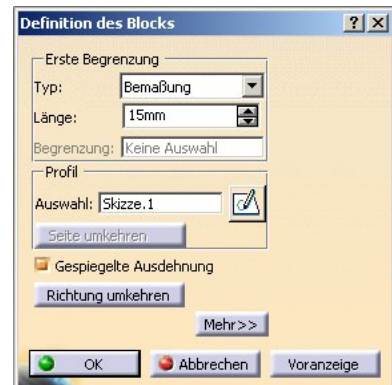 Definition des Blocks
Erste Begrenzung
Typ: Bemaßung
Länge: 15mm
Begrenzung: Keine Auswahl
Profil
Auswahl: Skizze.1
Seite umkehren
Gespiegelte Ausdehnung
Richtung umkehren
Mehr>>
OK Abbrechen Voranzeige